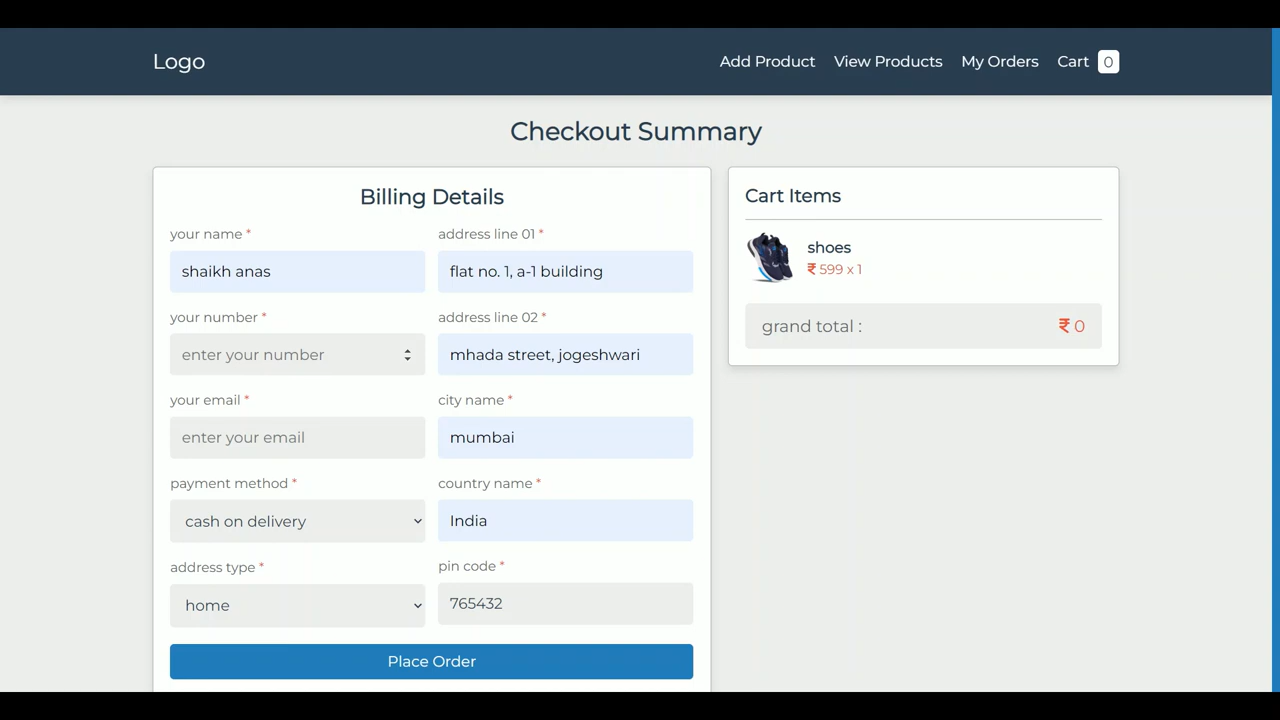 Logo
Add Product View Products My Orders Cart 0
Checkout Summary
Billing Details
your name *
shaikh anas
address line 01 *
flat no. 1, a-1 building
your number *
enter your number
address line 02 *
mhada street, jogeshwari
your email *
enter your email
city name *
mumbai
payment method *
cash on delivery
country name *
India
address type *
home
pin code *
765432
Place Order
Cart Items
shoes
₹ 599 x 1
grand total : ₹ 0